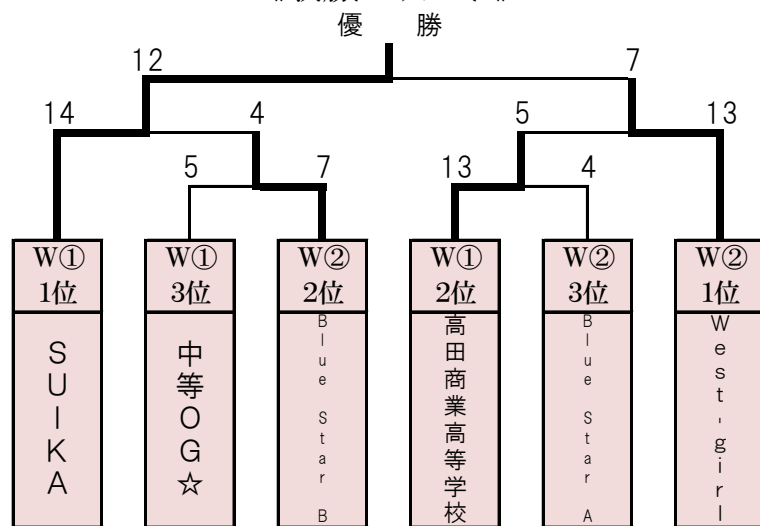 優　勝
12 7
14 4 5 13
5 7 13 4
W① 1位
W① 3位
W② 2位
W① 2位
W② 3位
W② 1位
SUIKA
中等OG☆
Blue Star B
高田商業高等学校
Blue Star A
West'girl